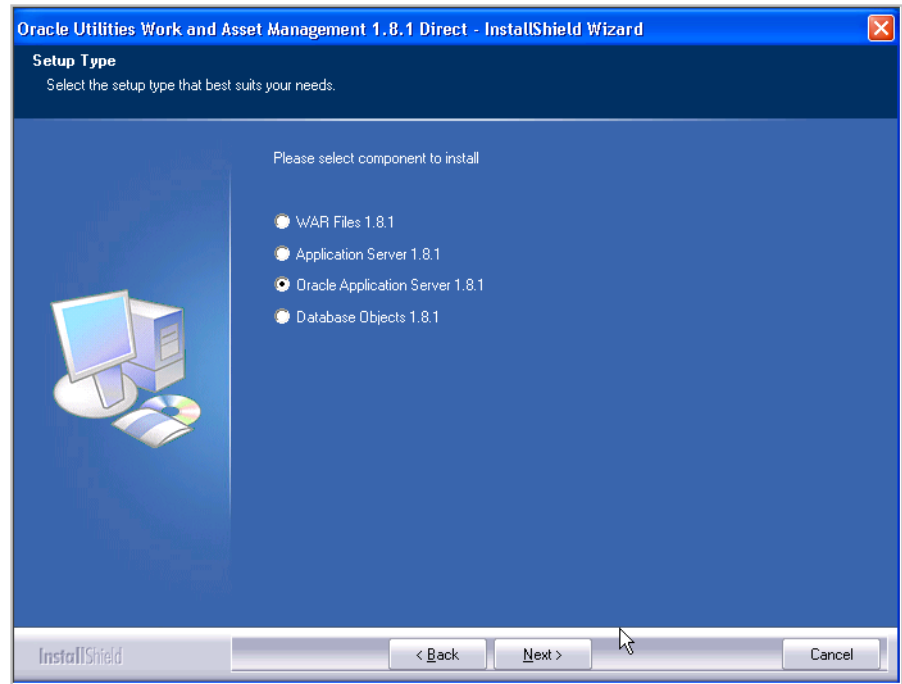 Oracle Utilities Work and Asset Management 1.8.1 Direct - InstallShield Wizard
Setup Type
Select the setup type that best suits your needs.
Please select component to install
WAR Files 1.8.1
Application Server 1.8.1
Oracle Application Server 1.8.1
Database Objects 1.8.1
InstallShield
< Back Next > Cancel